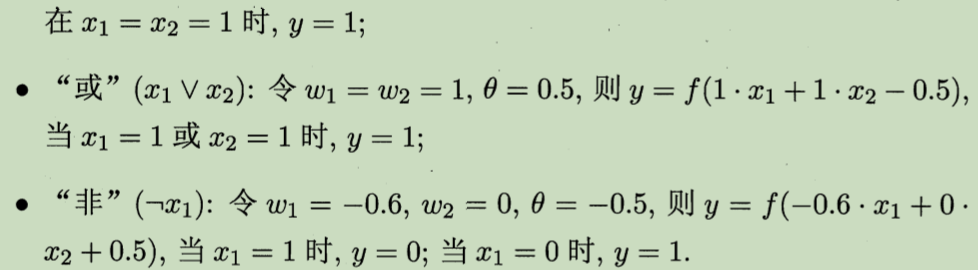 在 x₁ = x₂ = 1 时, y = 1;
• “或” (x₁ ∨ x₂): 令 w₁ = w₂ = 1, θ = 0.5, 则 y = f(1 · x₁ + 1 · x₂ − 0.5),
当 x₁ = 1 或 x₂ = 1 时, y = 1;
• “非” (¬x₁): 令 w₁ = −0.6, w₂ = 0, θ = −0.5, 则 y = f(−0.6 · x₁ + 0 ·
x₂ + 0.5), 当 x₁ = 1 时, y = 0; 当 x₁ = 0 时, y = 1.